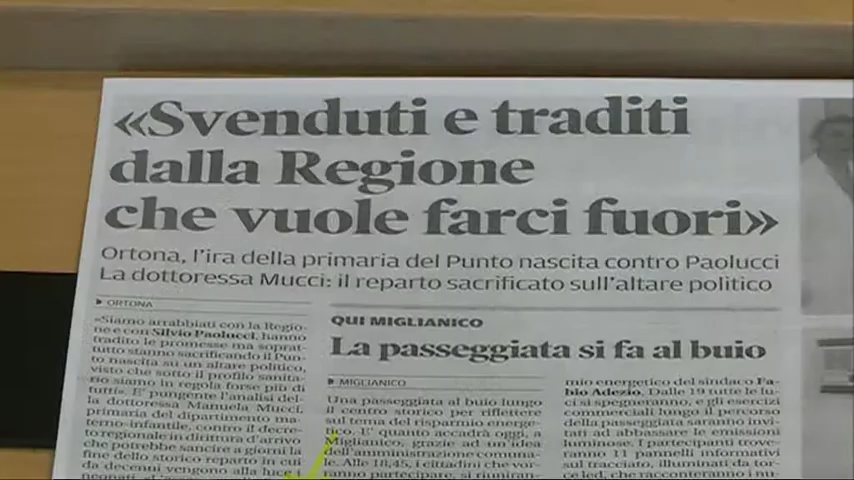 «Svenduti e traditi
dalla Regione
che vuole farci fuori»
Ortona, l'ira della primaria del Punto nascita contro Paolucci
La dottoressa Mucci: il reparto sacrificato sull'altare politico
ORTONA
«Siamo arrabbiati con la Regio-
ne e con Silvio Paolucci, hanno
tradito le promesse ma soprat-
tutto stanno sacrificando il Pun-
to nascita su un altare politico,
visto che sotto il profilo sanita-
rio siamo in regola forse più di
tutti». E' pungente l'analisi del-
la dottoressa Manuela Mucci,
primaria del dipartimento ma-
terno-infantile, contro il decre-
to regionale in dirittura d'arrivo
che potrebbe sancire a giorni la
fine dello storico reparto in cui
da decenni vengono alla luce i
QUI MIGLIANICO
La passeggiata si fa al buio
MIGLIANICO
Una passeggiata al buio lungo
il centro storico per riflettere
sul tema del risparmio energe-
tico. E' quanto accadrà oggi, a
Miglianico, grazie ad un'idea
dell'amministrazione comuna-
le. Alle 18,45, i cittadini che vor-
ranno partecipare, si riuniran-
mio energetico del sindaco Fa-
bio Adezio. Dalle 19 tutte le lu-
ci si spegneranno, e gli esercizi
commerciali lungo il percorso
della passeggiata saranno invi-
tati ad abbassare le emissioni
luminose. I partecipanti trove-
ranno 11 pannelli informativi
sul tracciato, illuminati da tor-
ce led, che racconteranno i nu-